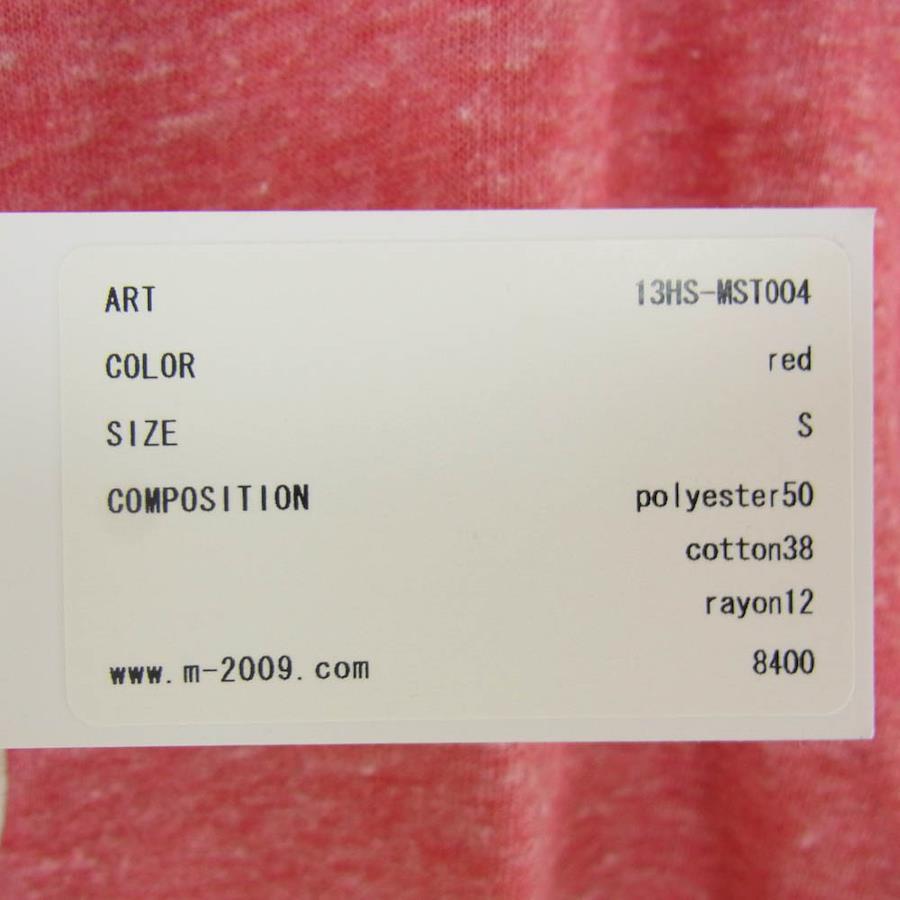 ART 13HS-MST004
COLOR red
SIZE S
COMPOSITION polyester50
cotton38
rayon12
www.m-2009.com 8400